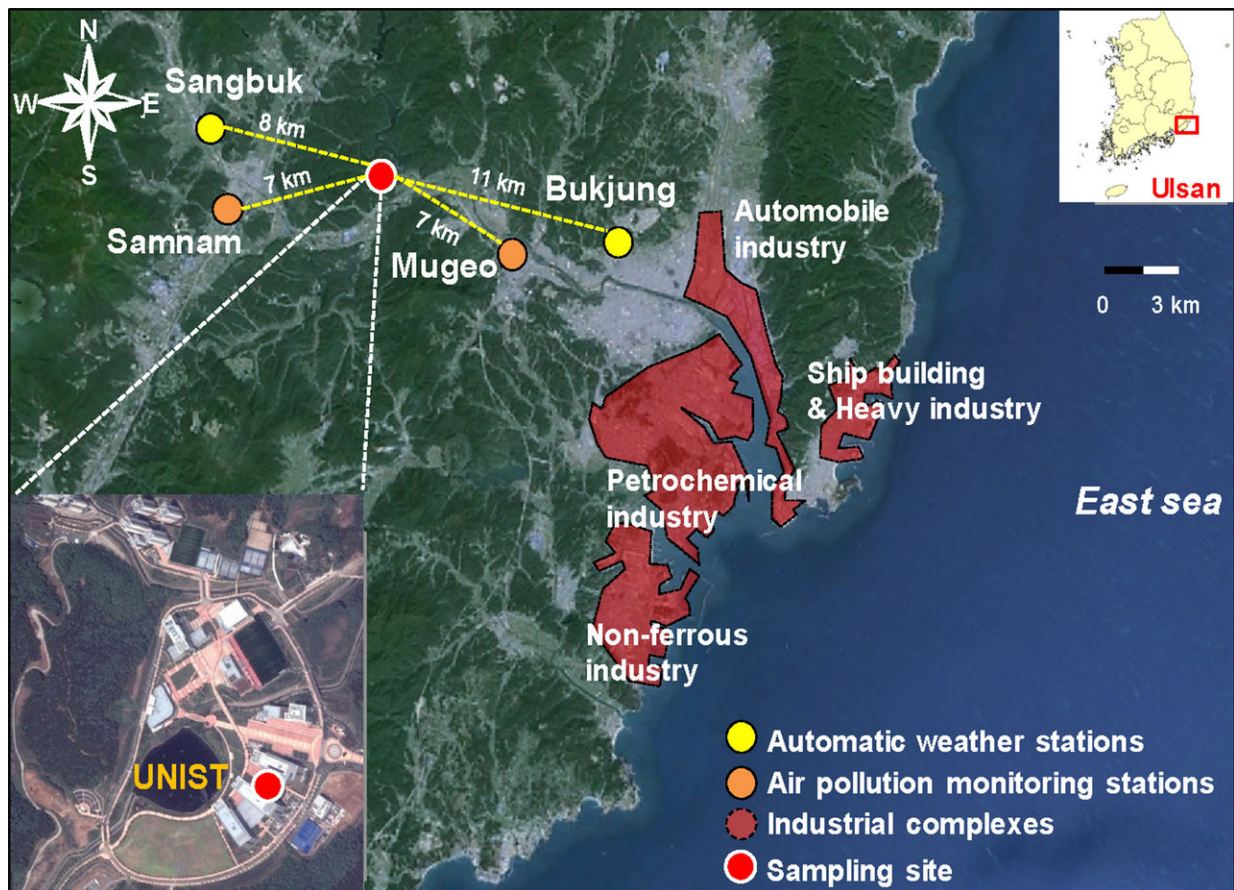 N
W
E
S
Sangbuk
8 km
7 km
Samnam
11 km
7 km
Bukjung
Mugeo
Automobile
industry
Ulsan
0 3 km
Ship building
& Heavy industry
Petrochemical
industry
East sea
Non-ferrous
industry
UNIST
Automatic weather stations
Air pollution monitoring stations
Industrial complexes
Sampling site